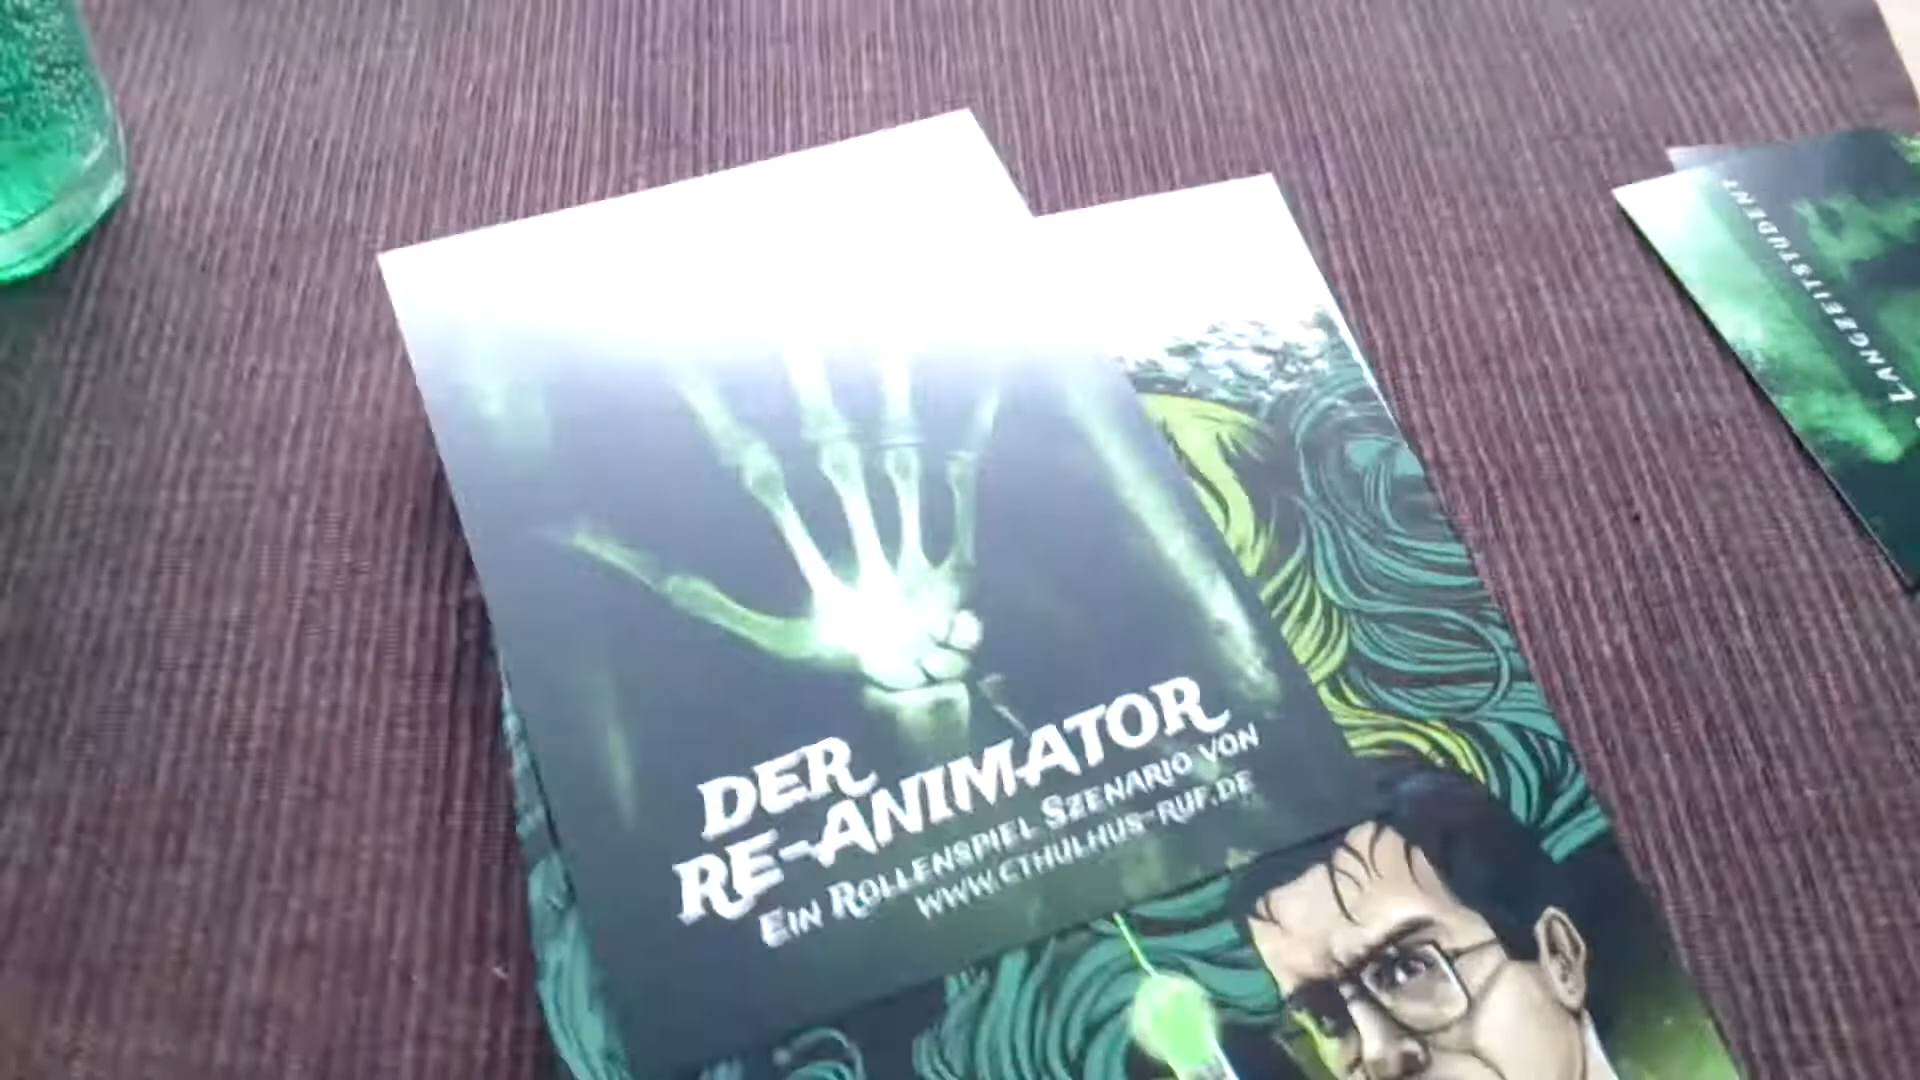 DER
RE-ANIMATOR
EIN ROLLENSPIEL SZENARIO VON
WWW.CTHULHUS-RUF.DE
LANGZEITSTUDENT